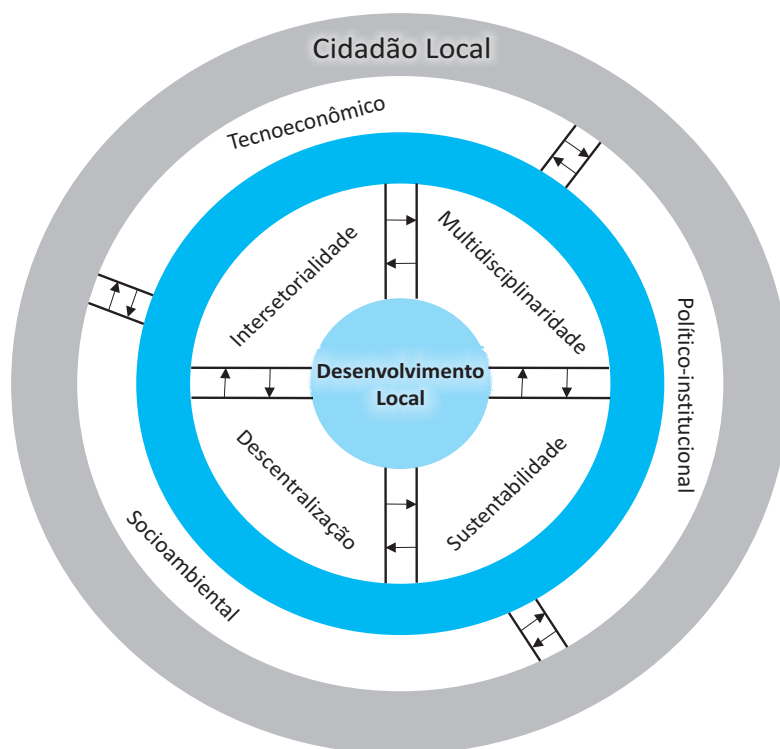 Cidadão Local
Tecnoeconômico
Intersetorialidade
Multidisciplinaridade
Político-institucional
Desenvolvimento
Local
Descentralização
Sustentabilidade
Socioambiental